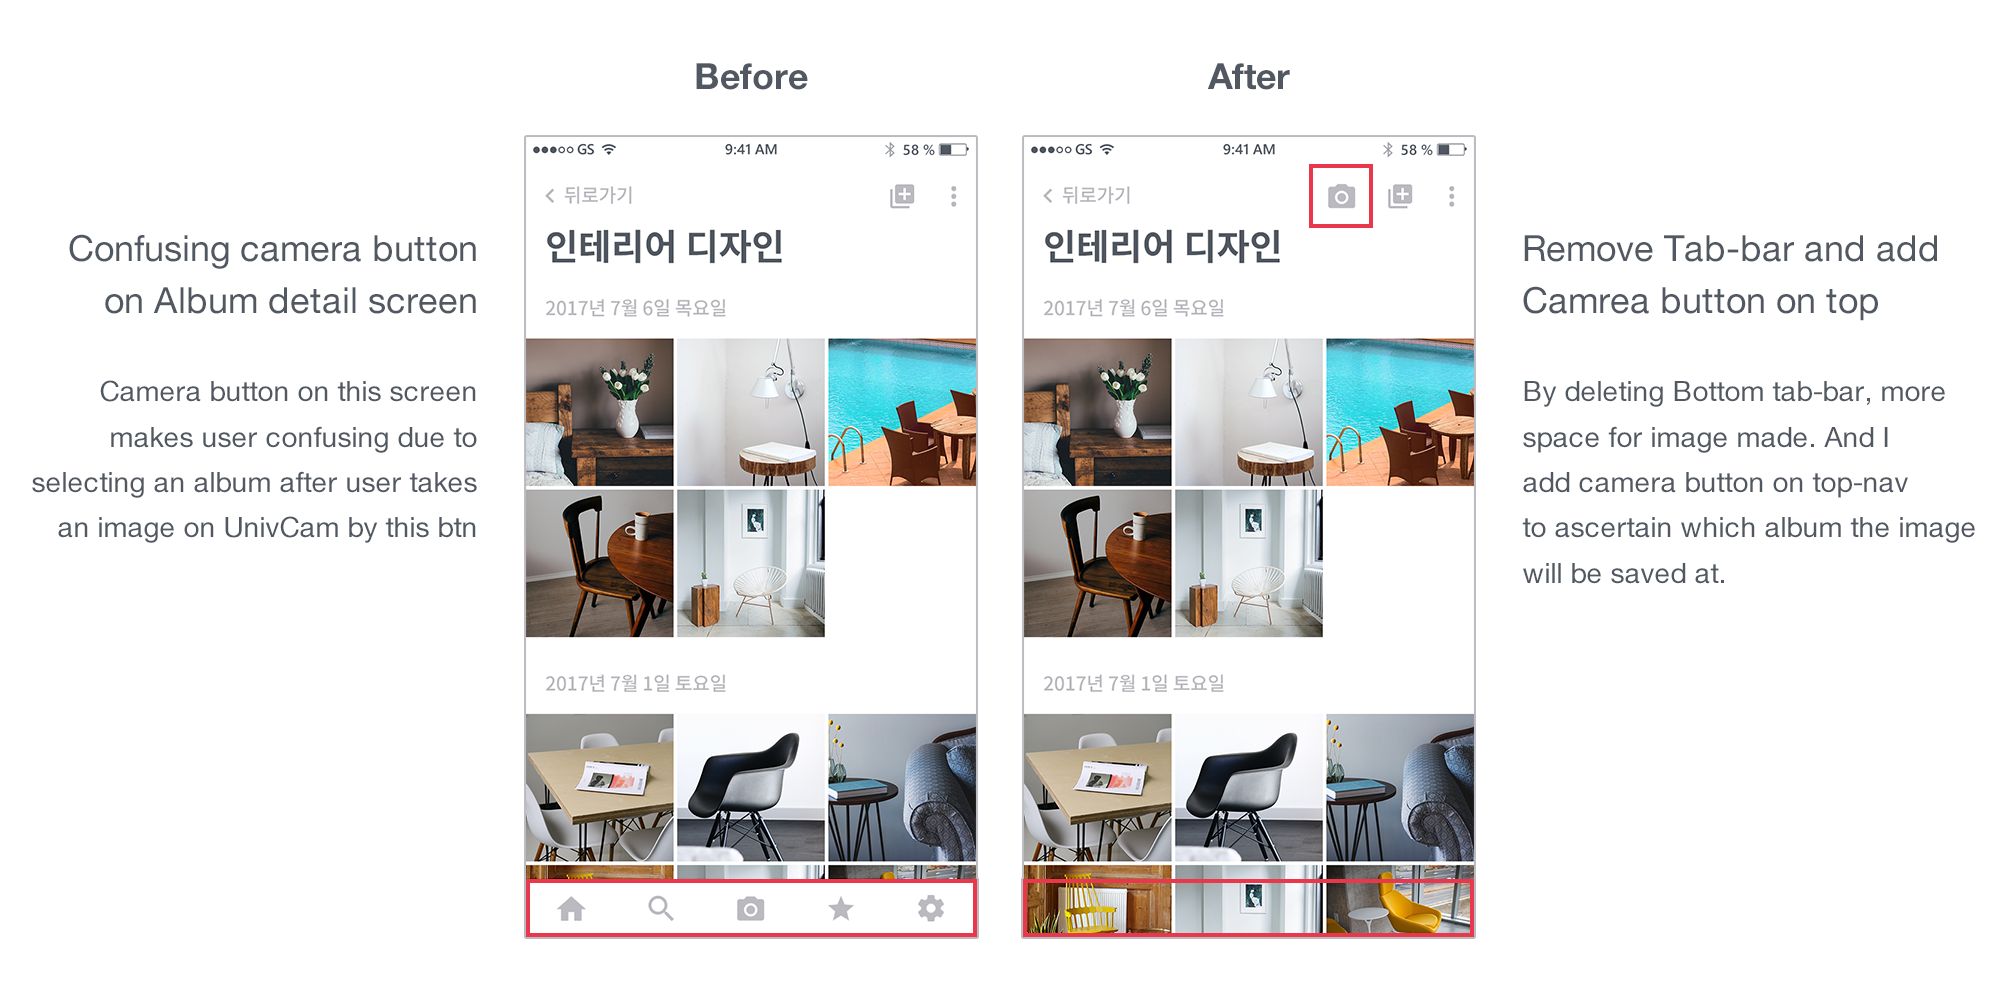 Before
After
Confusing camera button
on Album detail screen
Camera button on this screen
makes user confusing due to
selecting an album after user takes
an image on UnivCam by this btn
GS
9:41 AM
58 %
뒤로가기
인테리어 디자인
2017년 7월 6일 목요일
2017년 7월 1일 토요일
GS
9:41 AM
58 %
뒤로가기
인테리어 디자인
2017년 7월 6일 목요일
2017년 7월 1일 토요일
Remove Tab-bar and add
Camrea button on top
By deleting Bottom tab-bar, more
space for image made. And I
add camera button on top-nav
to ascertain which album the image
will be saved at.